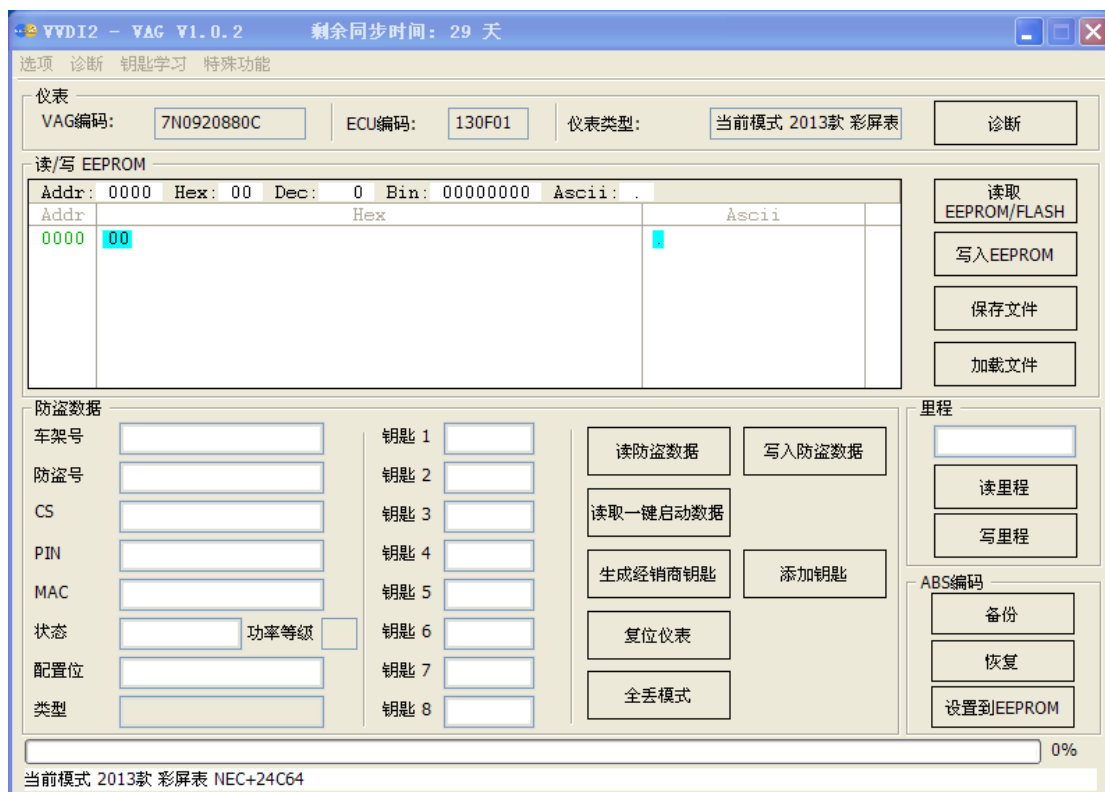 VVDI2 - VAG V1.0.2 剩余同步时间: 29 天
选项 诊断 钥匙学习 特殊功能
仪表
VAG编码: 7N0920880C ECU编码: 130F01 仪表类型: 当前模式 2013款 彩屏表 诊断
读/写 EEPROM
Addr: 0000 Hex: 00 Dec: 0 Bin: 00000000 Ascii: .
Addr Hex Ascii
0000 00 .
读取
EEPROM/FLASH
写入EEPROM
保存文件
加载文件
防盗数据
车架号
防盗号
CS
PIN
MAC
状态 功率等级
配置位
类型
钥匙 1
钥匙 2
钥匙 3
钥匙 4
钥匙 5
钥匙 6
钥匙 7
钥匙 8
读防盗数据 写入防盗数据
读取一键启动数据
生成经销商钥匙 添加钥匙
复位仪表
全丢模式
里程
读里程
写里程
ABS编码
备份
恢复
设置到EEPROM
0%
当前模式 2013款 彩屏表 NEC+24C64